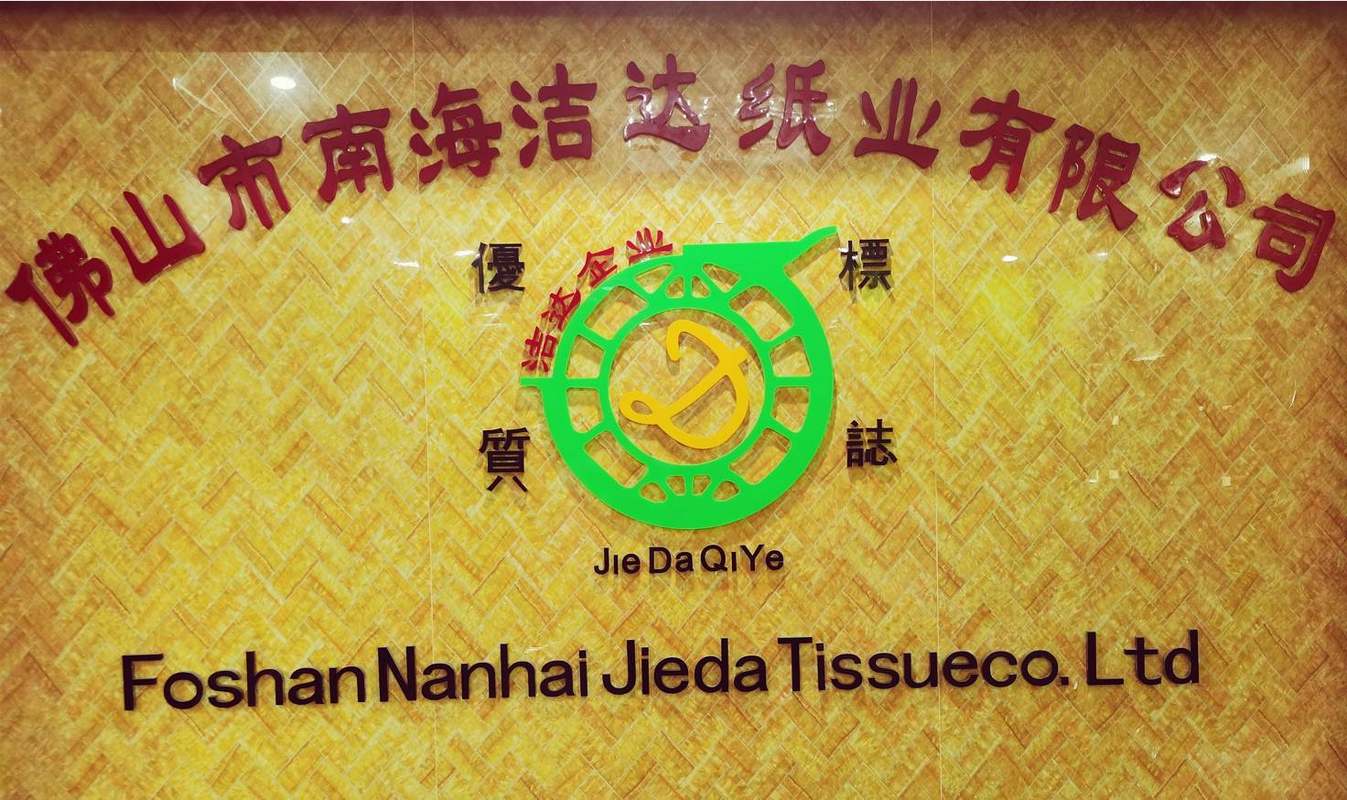 佛山市南海洁达纸业有限公司
洁达企业
優 標
質 誌
JieDaQiYe
Foshan Nanhai Jieda Tissueco. Ltd